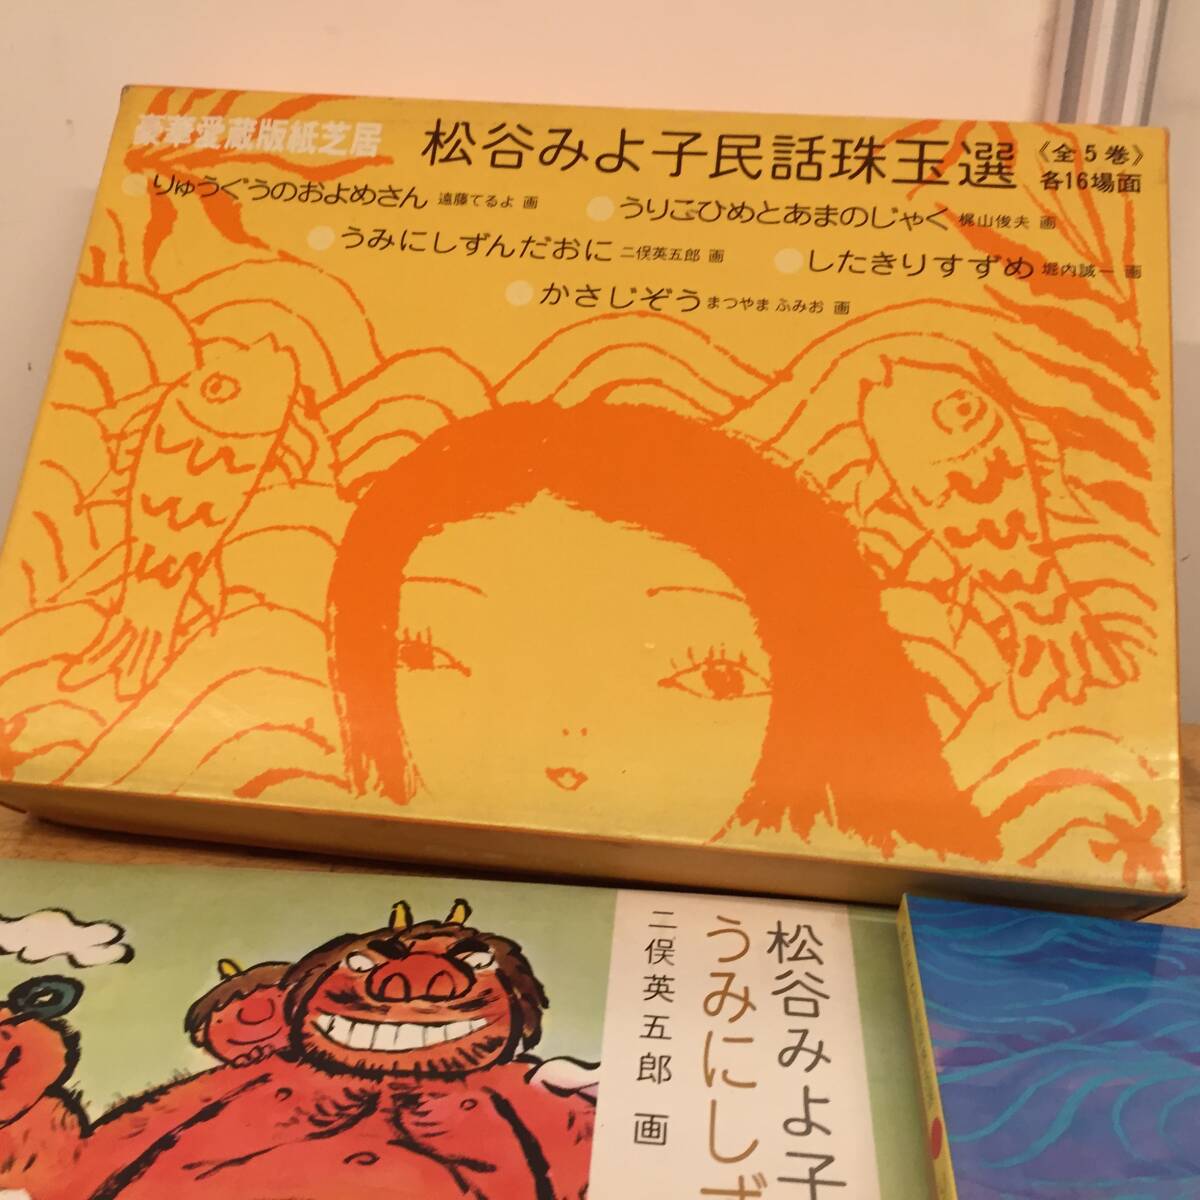 豪華愛蔵版紙芝居
松谷みよ子民話珠玉選
《全5巻》
各16場面
りゅうぐうのおよめさん 遠藤てるよ 画
うりこひめとあまのじゃく 梶山俊夫 画
うみにしずんだおに 二俣英五郎 画
したきりすずめ 堀内誠一 画
かさじぞう まつやま ふみお 画
松谷みよ子
うみにしず
二俣英五郎 画